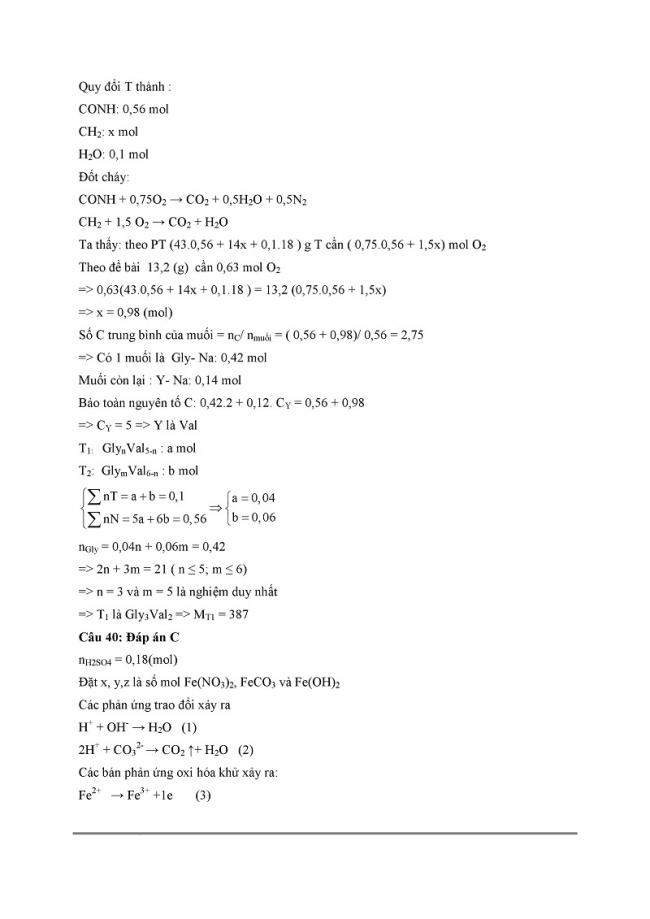 Quy đổi T thành :
CONH: 0,56 mol
CH₂: x mol
H₂O: 0,1 mol
Đốt cháy:
CONH + 0,75O₂ → CO₂ + 0,5H₂O + 0,5N₂
CH₂ + 1,5 O₂ → CO₂ + H₂O
Ta thấy: theo PT (43.0,56 + 14x + 0,1.18 ) g T cần ( 0,75.0,56 + 1,5x) mol O₂
Theo đề bài 13,2 (g) cần 0,63 mol O₂
=> 0,63(43.0,56 + 14x + 0,1.18 ) = 13,2 (0,75.0,56 + 1,5x)
=> x = 0,98 (mol)
Số C trung bình của muối = nC/ nmuối = ( 0,56 + 0,98)/ 0,56 = 2,75
=> Có 1 muối là Gly- Na: 0,42 mol
Muối còn lại : Y- Na: 0,14 mol
Bảo toàn nguyên tố C: 0,42.2 + 0,12. CY = 0,56 + 0,98
=> CY = 5 => Y là Val
T₁: GlynVal5-n : a mol
T₂: GlymVal6-n : b mol
{∑nT = a + b = 0,1
∑nN = 5a + 6b = 0,56 ⇒ {a = 0,04
b = 0,06
nGly = 0,04n + 0,06m = 0,42
=> 2n + 3m = 21 ( n ≤ 5; m ≤ 6)
=> n = 3 và m = 5 là nghiệm duy nhất
=> T₁ là Gly₃Val₂ => MT1 = 387
Câu 40: Đáp án C
nH2SO4 = 0,18(mol)
Đặt x, y,z là số mol Fe(NO₃)₂, FeCO₃ và Fe(OH)₂
Các phản ứng trao đổi xảy ra
H⁺ + OH⁻ → H₂O (1)
2H⁺ + CO₃²⁻ → CO₂ ↑+ H₂O (2)
Các bán phản ứng oxi hóa khử xảy ra:
Fe²⁺ → Fe³⁺ +1e (3)